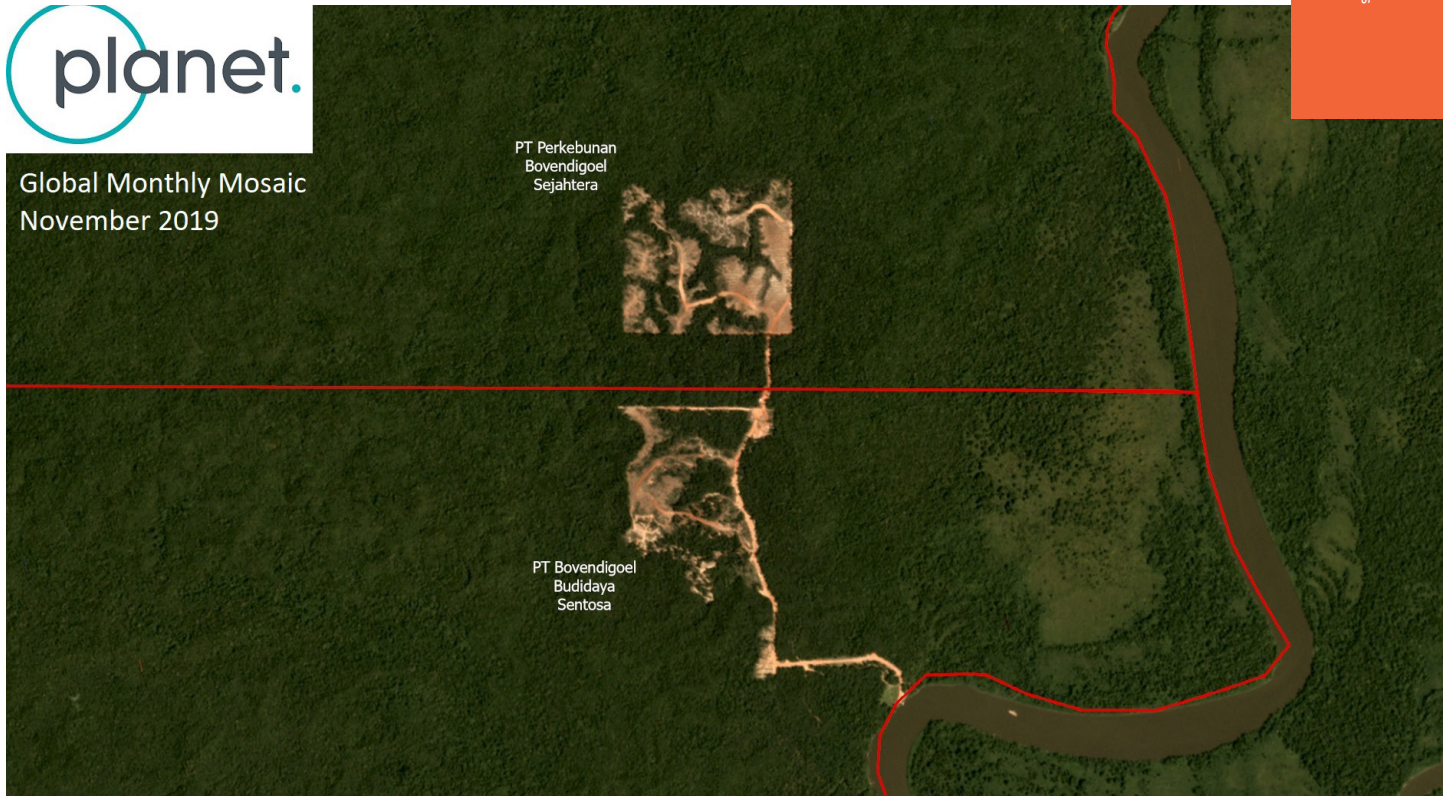 planet.
Global Monthly Mosaic
November 2019
PT Perkebunan
Bovendigoel
Sejahtera
PT Bovendigoel
Budidaya
Sentosa